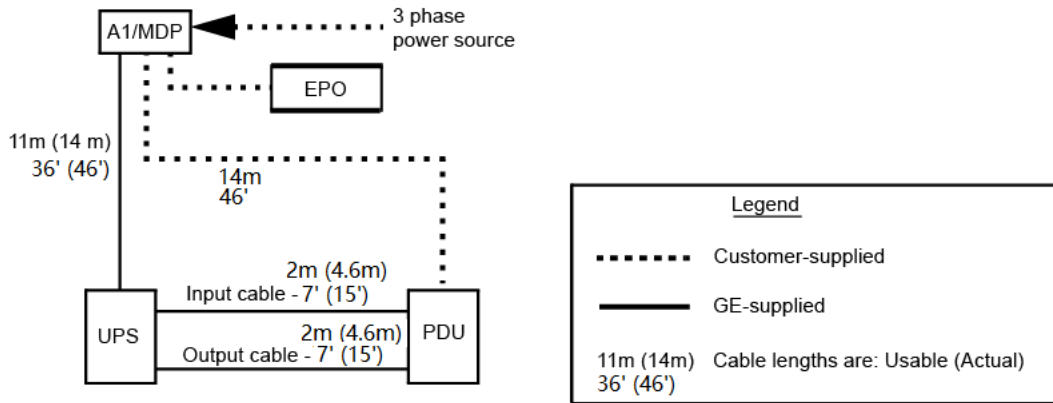 A1/MDP
3 phase
power source
EPO
11m (14 m)
36' (46')
14m
46'
2m (4.6m)
Input cable - 7' (15')
UPS
PDU
2m (4.6m)
Output cable - 7' (15')
Legend
Customer-supplied
GE-supplied
11m (14m)
36' (46')
Cable lengths are: Usable (Actual)